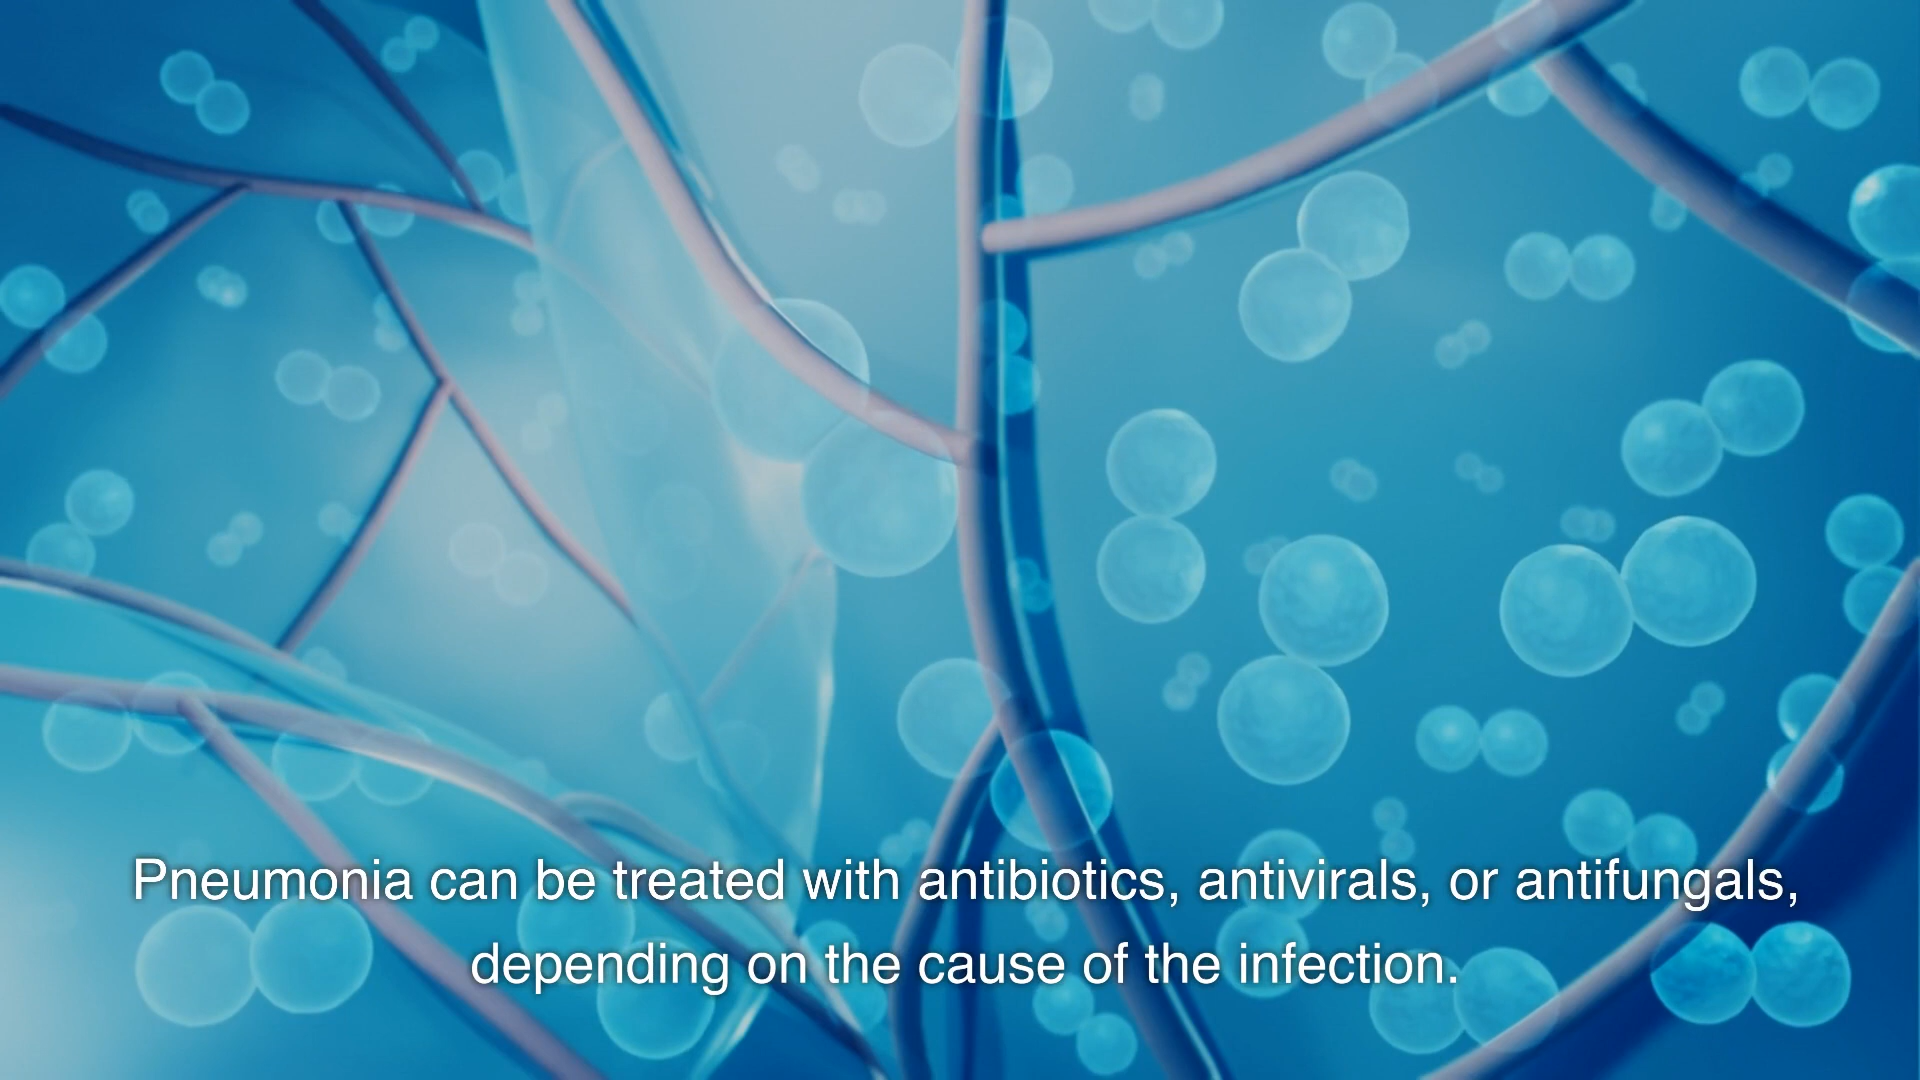 Pneumonia can be treated with antibiotics, antivirals, or antifungals,
depending on the cause of the infection.